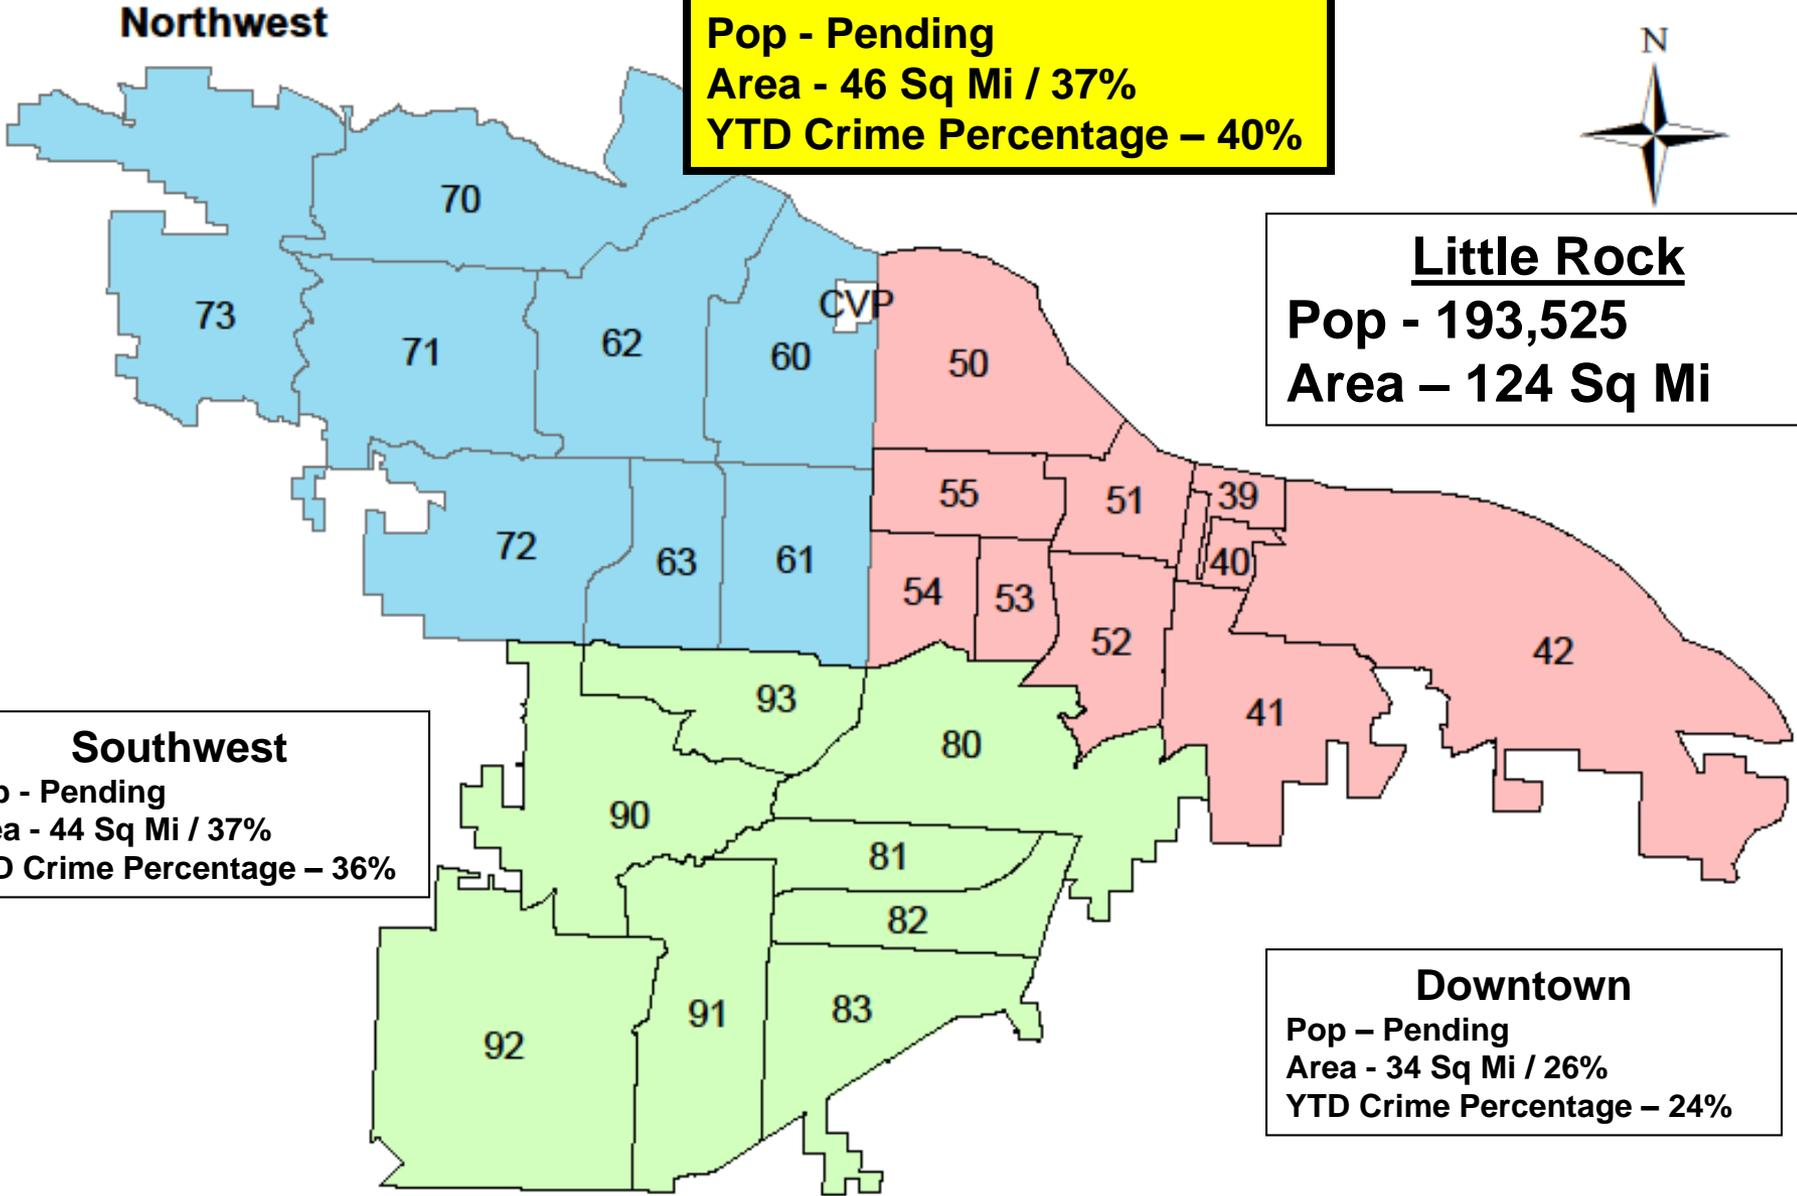 Northwest
Pop - Pending
Area - 46 Sq Mi / 37%
YTD Crime Percentage – 40%
N
Little Rock
Pop - 193,525
Area – 124 Sq Mi
70
73
71
62
60
CVP
50
55
51
39
40
72
63
61
54
53
52
42
41
93
80
90
81
82
91
83
92
Southwest
- Pending
- 44 Sq Mi / 37%
Crime Percentage – 36%
Downtown
Pop – Pending
Area - 34 Sq Mi / 26%
YTD Crime Percentage – 24%